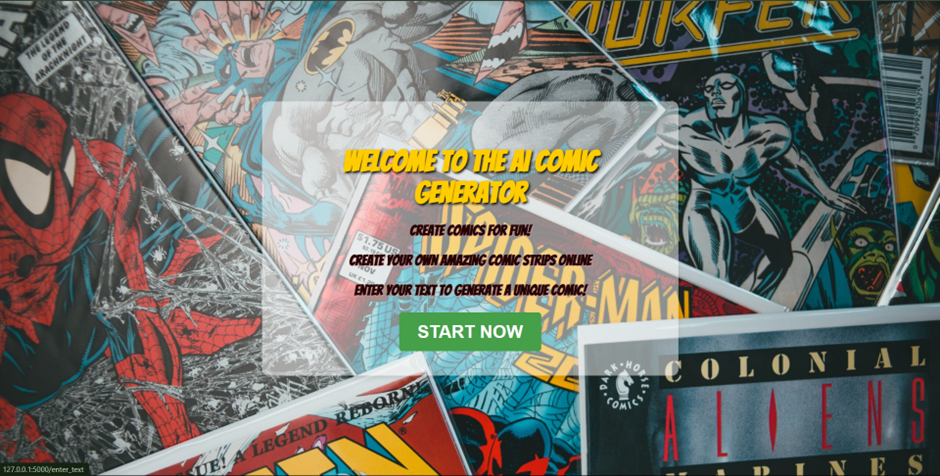 THE LEGEND
OF THE
ARACHKNIGHT
SURFER
WELCOME TO THE AI COMIC
GENERATOR
CREATE COMICS FOR FUN!
CREATE YOUR OWN AMAZING COMIC STRIPS ONLINE
ENTER YOUR TEXT TO GENERATE A UNIQUE COMIC!
START NOW
$1.75 US
NOV
SPIDER-MAN
DARK HORSE
COMICS
COLONIAL
ALIENS
MARINES
A LEGEND REBORN
127.0.0.1:5000/enter_text